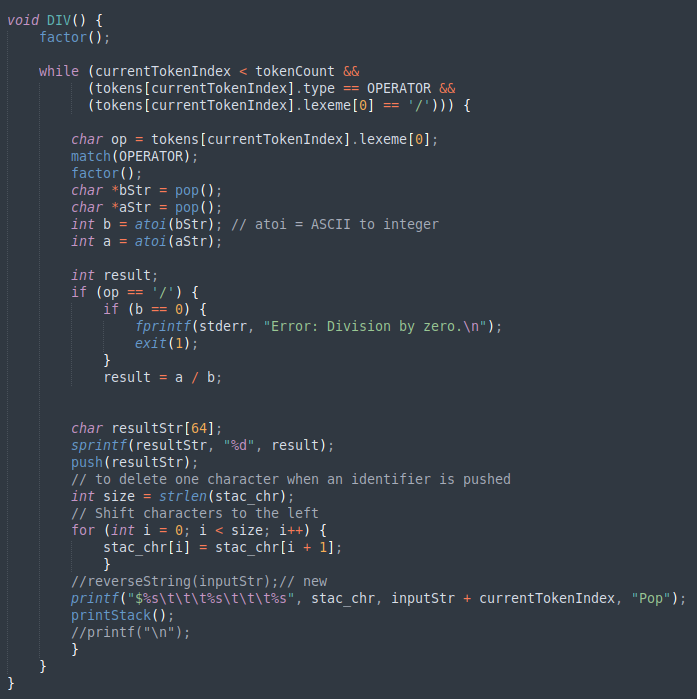 void DIV() {
    factor();

    while (currentTokenIndex < tokenCount &&
          (tokens[currentTokenIndex].type == OPERATOR &&
          (tokens[currentTokenIndex].lexeme[0] == '/'))) {

        char op = tokens[currentTokenIndex].lexeme[0];
        match(OPERATOR);
        factor();
        char *bStr = pop();
        char *aStr = pop();
        int b = atoi(bStr); // atoi = ASCII to integer
        int a = atoi(aStr);

        int result;
        if (op == '/') {
            if (b == 0) {
                fprintf(stderr, "Error: Division by zero.\n");
                exit(1);
            }
            result = a / b;


        char resultStr[64];
        sprintf(resultStr, "%d", result);
        push(resultStr);
        // to delete one character when an identifier is pushed
        int size = strlen(stac_chr);
        // Shift characters to the left
        for (int i = 0; i < size; i++) {
            stac_chr[i] = stac_chr[i + 1];
            }
        //reverseString(inputStr);// new
        printf("$%s\t\t\t%s\t\t\t%s", stac_chr, inputStr + currentTokenIndex, "Pop");
        printStack();
        //printf("\n");
        }
    }
}